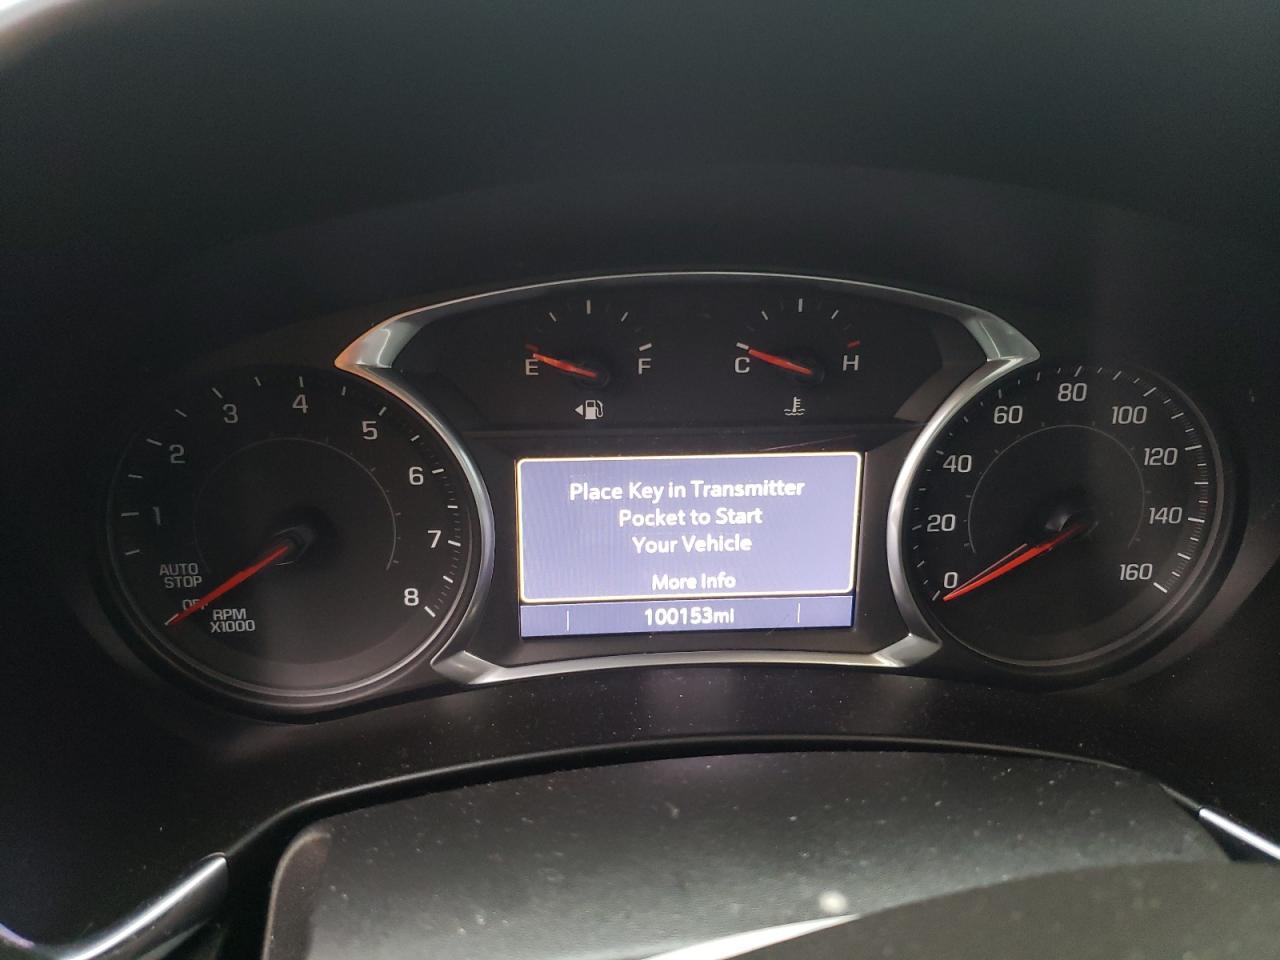 E F
C H
1
2
3
4
5
6
7
8
AUTO
STOP
OFF
RPM
X1000
Place Key in Transmitter
Pocket to Start
Your Vehicle
More Info
100153mi
0
20
40
60
80
100
120
140
160